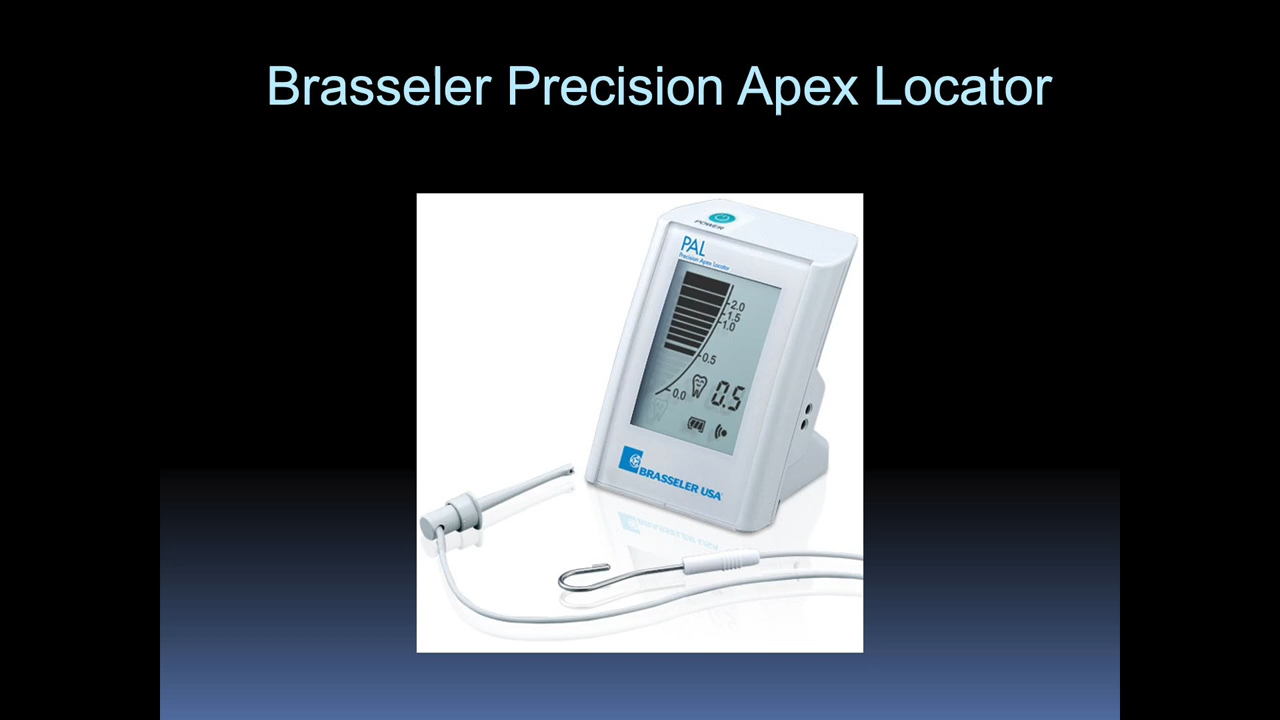 Brasseler Precision Apex Locator
POWER
PAL
Precision Apex Locator
2.0
1.5
1.0
0.5
0.0
0.5
BRASSELER USA